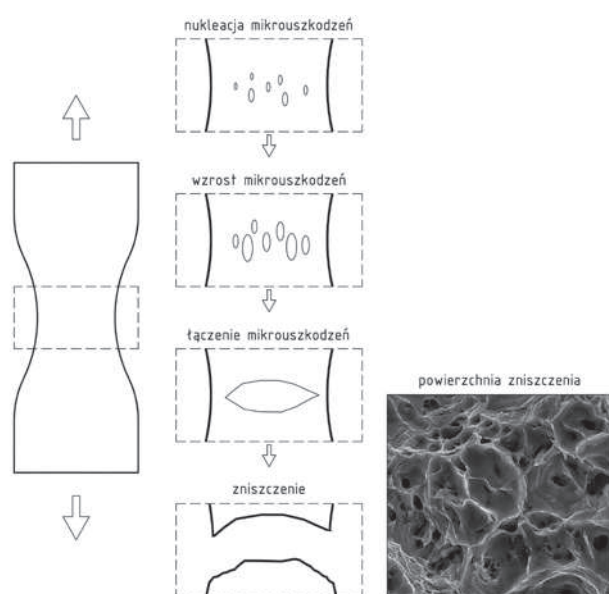 nukleacja mikrouszkodzeń
wzrost mikrouszkodzeń
łączenie mikrouszkodzeń
powierzchnia zniszczenia
zniszczenie